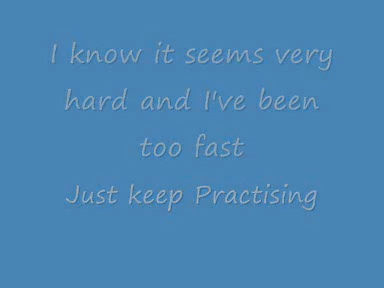 I know it seems very
hard and I've been
too fast
Just keep Practising